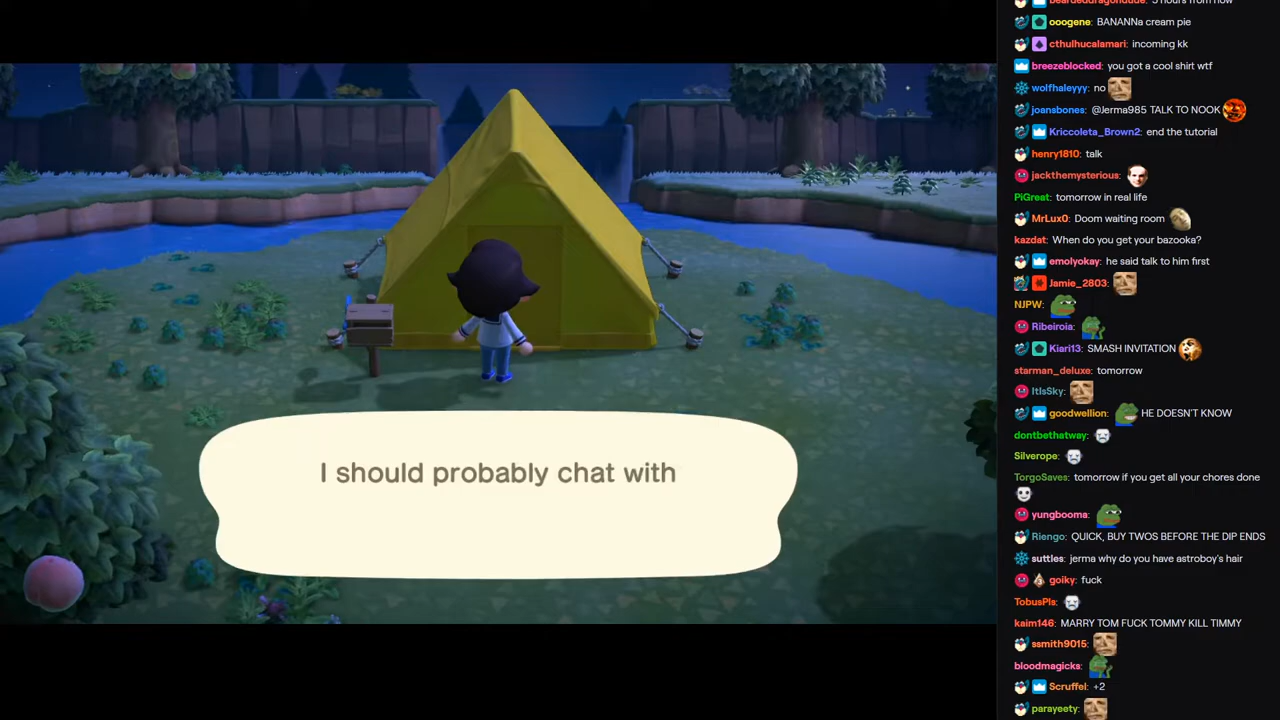 I should probably chat with
beardeddragondude: 5 hours from now
ooogene: BANANNa cream pie
cthulhucalamari: incoming kk
breezeblocked: you got a cool shirt wtf
wolfhaleyyy: no
joansbones: @Jerma985 TALK TO NOOK
Kriccoleta_Brown2: end the tutorial
henry1810: talk
jackthemysterious:
PiGreat: tomorrow in real life
MrLux0: Doom waiting room
kazdat: When do you get your bazooka?
emolyokay: he said talk to him first
Jamie_2803:
NJPW:
Ribeiroia:
Kiari13: SMASH INVITATION
starman_deluxe: tomorrow
ItIsSky:
goodwellion: HE DOESN'T KNOW
dontbethatway:
Silverope:
TorgoSaves: tomorrow if you get all your chores done
yungbooma:
Riengo: QUICK, BUY TWOS BEFORE THE DIP ENDS
suttles: jerma why do you have astroboy's hair
goiky: fuck
TobusPls:
kaim146: MARRY TOM FUCK TOMMY KILL TIMMY
ssmith9015:
bloodmagicks:
Scruffel: +2
parayeety: